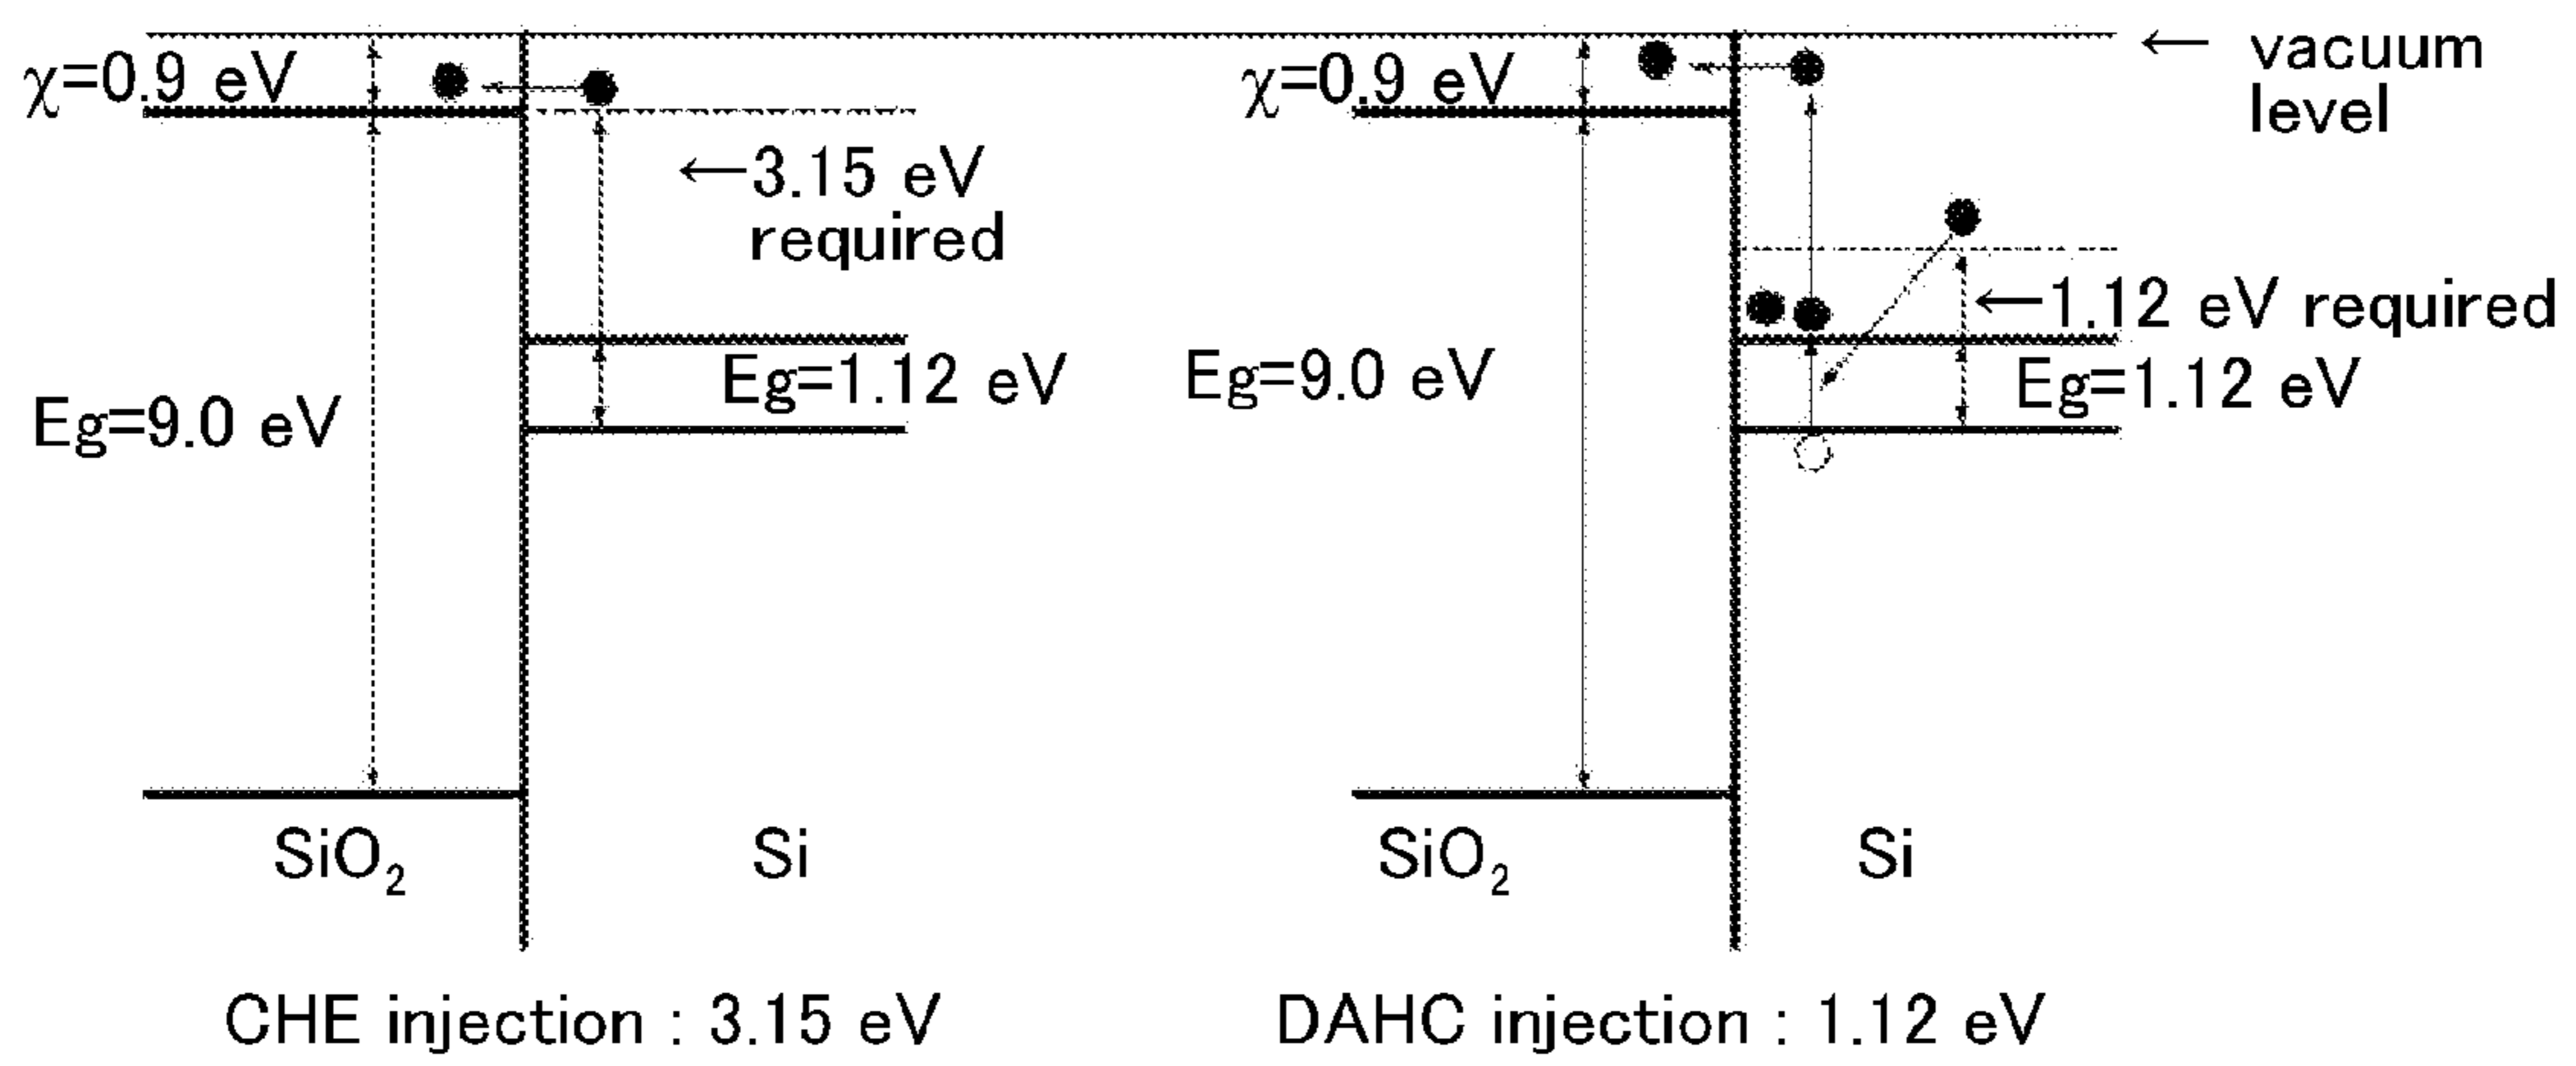 χ=0.9 eV
←3.15 eV
required
Eg=1.12 eV
Eg=9.0 eV
SiO₂
Si
CHE injection : 3.15 eV
χ=0.9 eV
← vacuum
level
←1.12 eV required
Eg=1.12 eV
Eg=9.0 eV
SiO₂
Si
DAHC injection : 1.12 eV